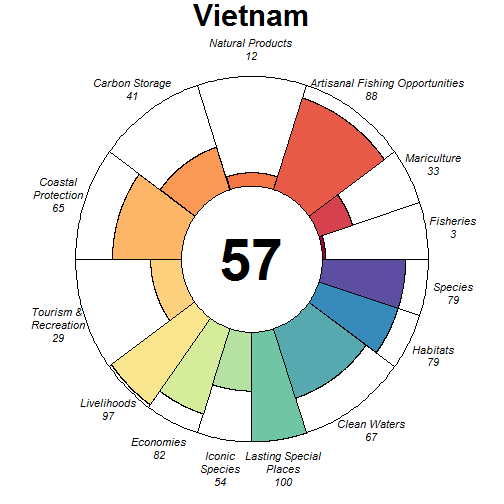 Vietnam
Natural Products
12
Artisanal Fishing Opportunities
88
Carbon Storage
41
Mariculture
33
Coastal
Protection
65
Fisheries
3
57
Species
79
Tourism &
Recreation
29
Habitats
79
Livelihoods
97
Clean Waters
67
Economies
82
Iconic
Species
54
Lasting Special
Places
100